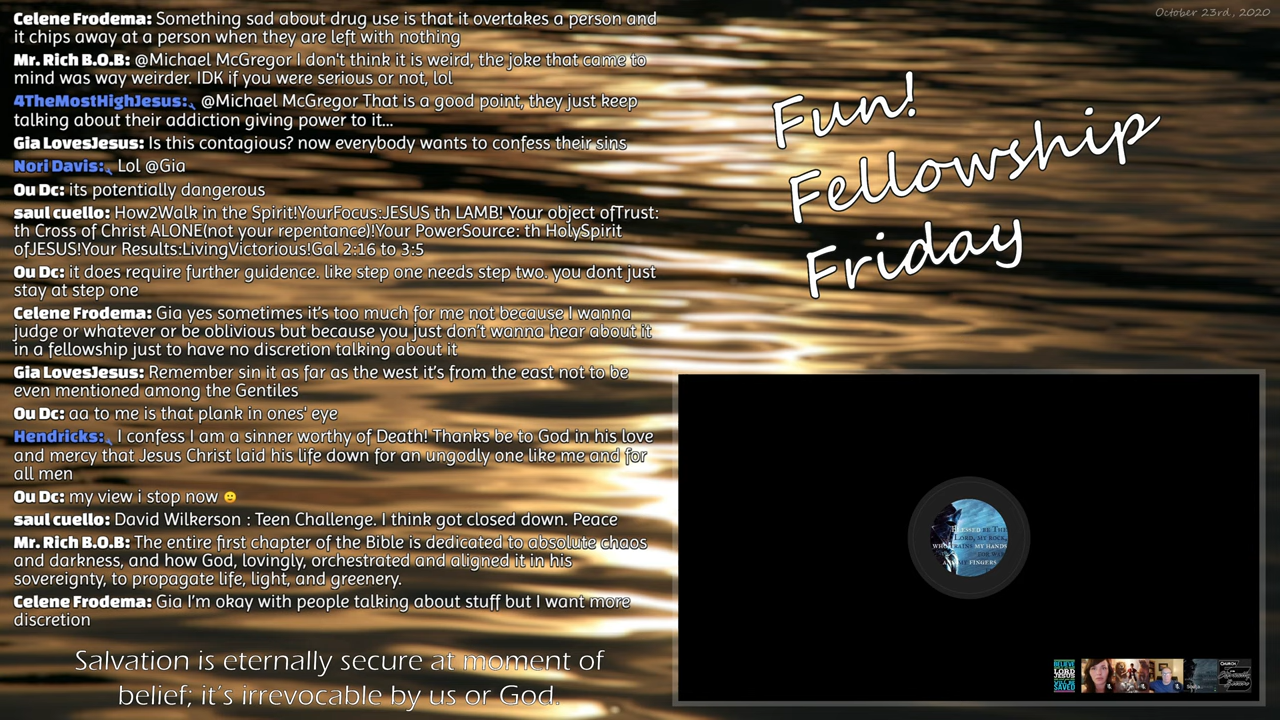 Celene Frodema: Something sad about drug use is that it overtakes a person and
it chips away at a person when they are left with nothing
Mr. Rich B.O.B: @Michael McGregor I don't think it is weird, the joke that came to
mind was way weirder. IDK if you were serious or not, lol
4TheMostHighJesus: @Michael McGregor That is a good point, they just keep
talking about their addiction giving power to it...
Gia LovesJesus: Is this contagious? now everybody wants to confess their sins
Nori Davis: Lol @Gia
Ou Dc: its potentially dangerous
saul cuello: How2Walk in the Spirit!YourFocus:JESUS th LAMB! Your object ofTrust:
th Cross of Christ ALONE(not your repentance)!Your PowerSource: th HolySpirit
ofJESUS!Your Results:LivingVictorious!Gal 2:16 to 3:5
Ou Dc: it does require further guidence. like step one needs step two. you dont just
stay at step one
Celene Frodema: Gia yes sometimes it's too much for me not because I wanna
judge or whatever or be oblivious but because you just don't wanna hear about it
in a fellowship just to have no discretion talking about it
Gia LovesJesus: Remember sin it as far as the west it's from the east not to be
even mentioned among the Gentiles
Ou Dc: aa to me is that plank in ones' eye
Hendricks: I confess I am a sinner worthy of Death! Thanks be to God in his love
and mercy that Jesus Christ laid his life down for an ungodly one like me and for
all men
Ou Dc: my view i stop now 🙂
saul cuello: David Wilkerson : Teen Challenge. I think got closed down. Peace
Mr. Rich B.O.B: The entire first chapter of the Bible is dedicated to absolute chaos
and darkness, and how God, lovingly, orchestrated and aligned it in his
sovereignty, to propagate life, light, and greenery.
Celene Frodema: Gia I'm okay with people talking about stuff but I want more
discretion
Salvation is eternally secure at moment of
belief; it's irrevocable by us or God.
October 23rd, 2020
Fun!
Fellowship
Friday
Blessed be The
Lord, my rock,
my hands
for war
fingers
Believe
Lord
Jesus
Saved
Church